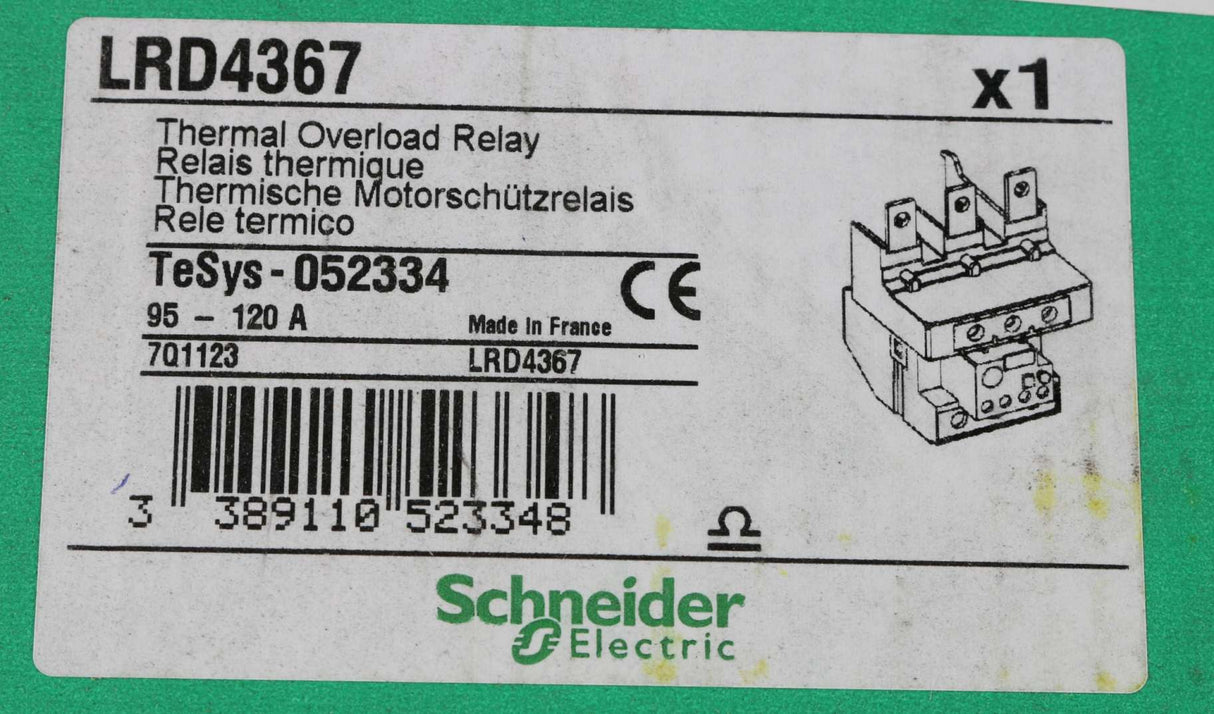 LRD4367 x1
Thermal Overload Relay
Relais thermique
Thermische Motorschützrelais
Rele termico
TeSys-052334 CE
95 - 120 A Made in France
7Q1123 LRD4367
3 389110 523348
Schneider
Electric